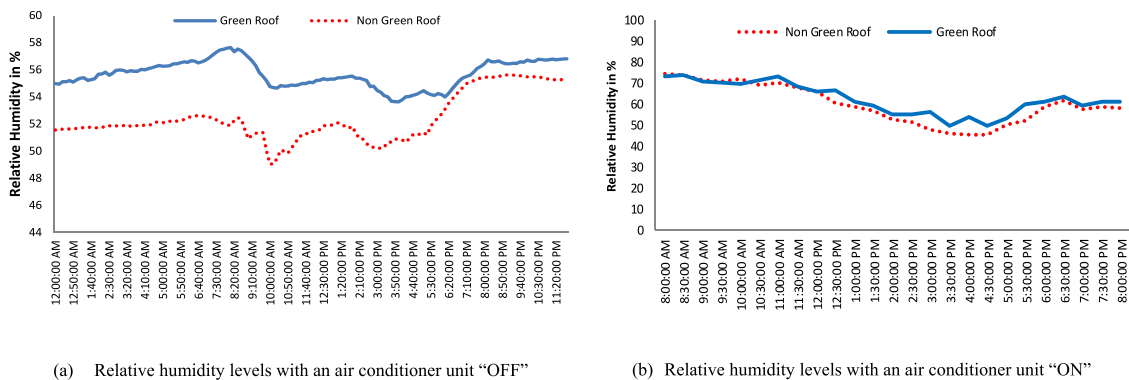 Green Roof
Non Green Roof
Relative Humidity in %
60
58
56
54
52
50
48
46
44
12:00:00 AM
12:50:00 AM
1:40:00 AM
2:30:00 AM
3:20:00 AM
4:10:00 AM
5:00:00 AM
5:50:00 AM
6:40:00 AM
7:30:00 AM
8:20:00 AM
9:10:00 AM
10:00:00 AM
10:50:00 AM
11:40:00 AM
12:30:00 PM
1:20:00 PM
2:10:00 PM
3:00:00 PM
3:50:00 PM
4:40:00 PM
5:30:00 PM
6:20:00 PM
7:10:00 PM
8:00:00 PM
8:50:00 PM
9:40:00 PM
10:30:00 PM
11:20:00 PM
(a) Relative humidity levels with an air conditioner unit “OFF”
Non Green Roof
Green Roof
Relative Humidity in %
100
90
80
70
60
50
40
30
20
10
0
8:00:00 AM
8:30:00 AM
9:00:00 AM
9:30:00 AM
10:00:00 AM
10:30:00 AM
11:00:00 AM
11:30:00 AM
12:00:00 PM
12:30:00 PM
1:00:00 PM
1:30:00 PM
2:00:00 PM
2:30:00 PM
3:00:00 PM
3:30:00 PM
4:00:00 PM
4:30:00 PM
5:00:00 PM
5:30:00 PM
6:00:00 PM
6:30:00 PM
7:00:00 PM
7:30:00 PM
8:00:00 PM
(b) Relative humidity levels with an air conditioner unit “ON”